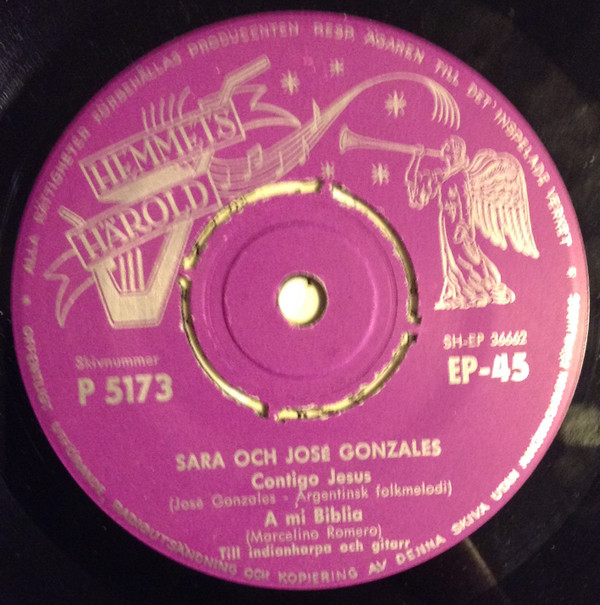 ALLA RÄTTIGHETER FÖRBEHÅLLAS PRODUCENTEN RESP. ÄGAREN TILL DET INSPELADE VERKET
HEMMETS
HÄROLD
SH-EP 36662
Skivnummer
P 5173
EP-45
SARA OCH JOSÉ GONZALES
Contigo Jesus
(José Gonzales - Argentinsk folkmelodi)
A mi Biblia
(Marcelino Romero)
Till indianharpa och gitarr
RADIOUTSÄNDNING OCH KOPIERING AV DENNA SKIVA UTAN